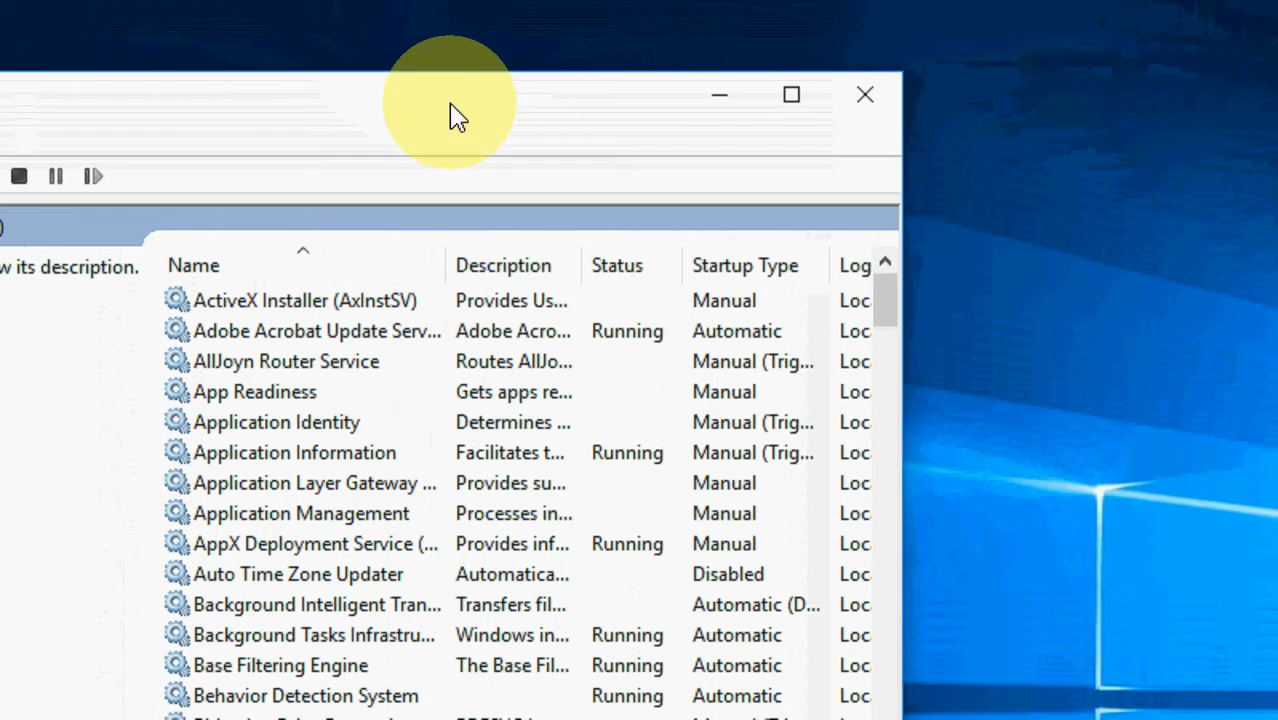 )
w its description.
Name Description Status Startup Type Log
ActiveX Installer (AxInstSV) Provides Us... Manual Loc
Adobe Acrobat Update Serv... Adobe Acro... Running Automatic Loc
AllJoyn Router Service Routes AllJo... Manual (Trig... Loc
App Readiness Gets apps re... Manual Loc
Application Identity Determines ... Manual (Trig... Loc
Application Information Facilitates t... Running Manual (Trig... Loc
Application Layer Gateway ... Provides su... Manual Loc
Application Management Processes in... Manual Loc
AppX Deployment Service (... Provides inf... Running Manual Loc
Auto Time Zone Updater Automatica... Disabled Loc
Background Intelligent Tran... Transfers fil... Automatic (D... Loc
Background Tasks Infrastru... Windows in... Running Automatic Loc
Base Filtering Engine The Base Fil... Running Automatic Loc
Behavior Detection System Running Automatic Loc